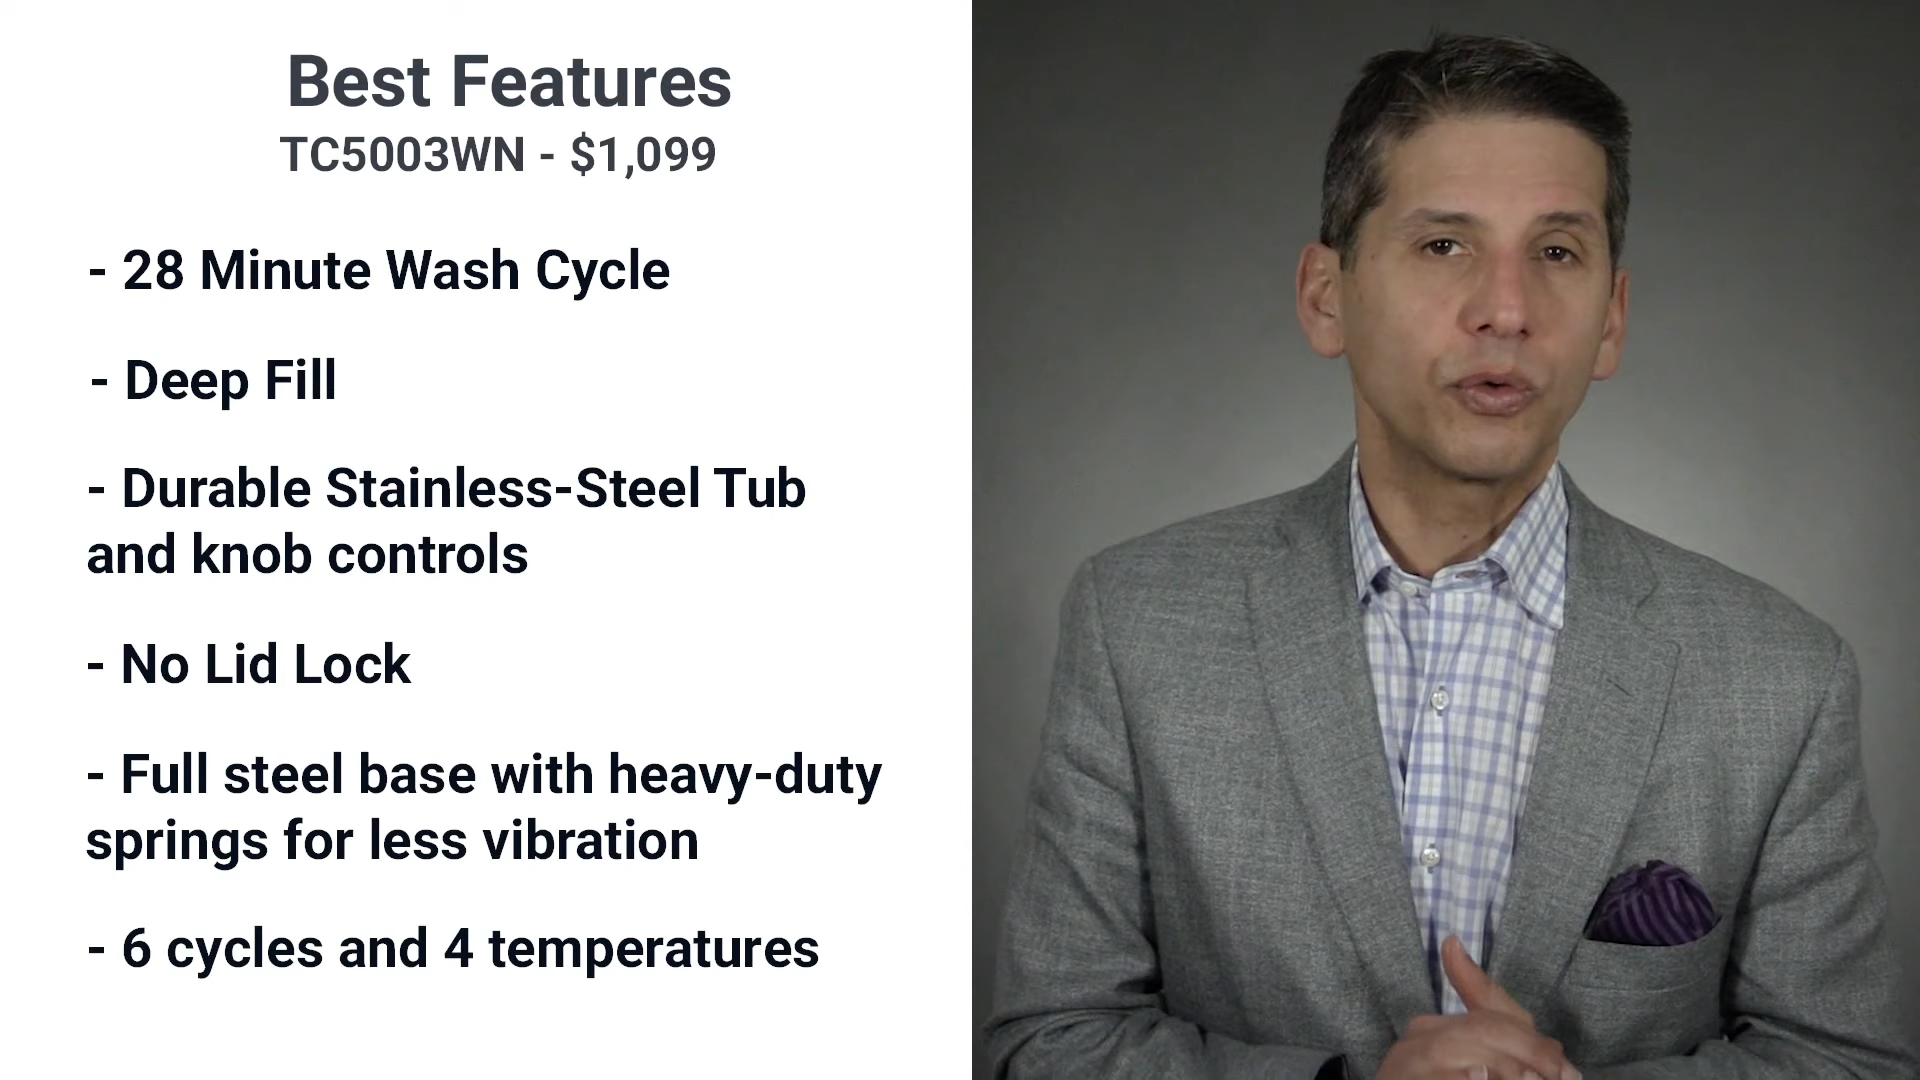 Best Features
TC5003WN - $1,099
- 28 Minute Wash Cycle
- Deep Fill
- Durable Stainless-Steel Tub
and knob controls
- No Lid Lock
- Full steel base with heavy-duty
springs for less vibration
- 6 cycles and 4 temperatures